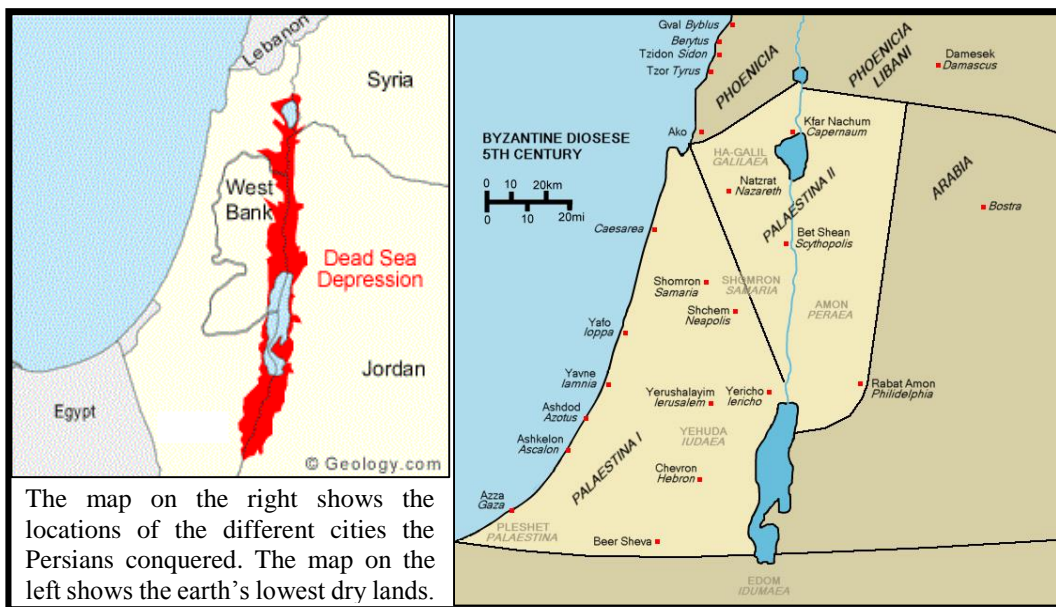 Lebanon
Syria
West
Bank
Dead Sea
Depression
Jordan
Egypt
© Geology.com
The map on the right shows the
locations of the different cities the
Persians conquered. The map on the
left shows the earth’s lowest dry lands.
Gval Byblus
Berytus
Tzidon Sidon
Tzor Tyrus
PHOENICIA
PHOENICIA
LIBANI
Damesek
Damascus
BYZANTINE DIOSESE
5TH CENTURY
0 10 20km
0 10 20mi
Ako
Kfar Nachum
Capernaum
HA-GALIL
GALILAEA
Natzrat
Nazareth
PALAESTINA II
ARABIA
Bostra
Caesarea
Bet Shean
Scythopolis
Shomron
Samaria
SHOMRON
SAMARIA
AMON
PERAEA
Shchem
Neapolis
Yafo
Ioppa
Yavne
Iamnia
Yerushalayim
Ierusalem
Yericho
Iericho
Rabat Amon
Philidelphia
Ashdod
Azotus
YEHUDA
IUDAEA
Ashkelon
Ascalon
PALAESTINA I
Chevron
Hebron
Azza
Gaza
PLESHET
PALAESTINA
Beer Sheva
EDOM
IDUMAEA